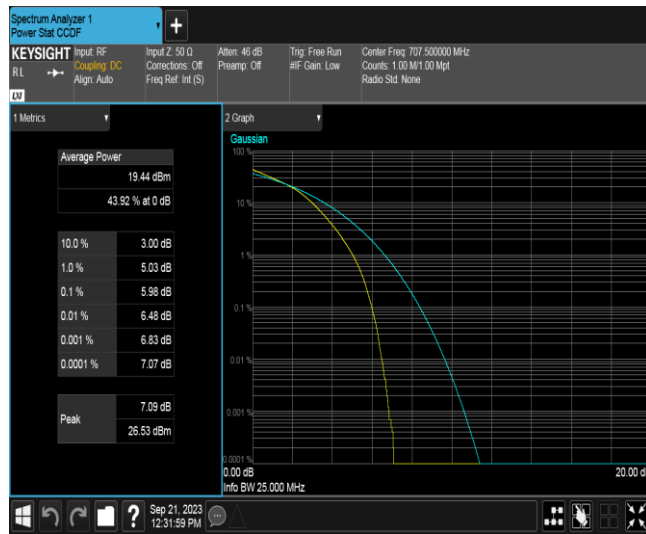 Spectrum Analyzer 1
Power Stat CCDF
+
KEYSIGHT
RL
LXI
Input: RF
Coupling: DC
Align: Auto
Input Z: 50 Ω
Corrections: Off
Freq Ref: Int (S)
Atten: 46 dB
Preamp: Off
Trig: Free Run
#IF Gain: Low
Center Freq: 707.500000 MHz
Counts: 1.00 M/1.00 Mpt
Radio Std: None
1 Metrics
Average Power
19.44 dBm
43.92 % at 0 dB
10.0 % 3.00 dB
1.0 % 5.03 dB
0.1 % 5.98 dB
0.01 % 6.48 dB
0.001 % 6.83 dB
0.0001 % 7.07 dB
Peak
7.09 dB
26.53 dBm
2 Graph
Gaussian
100 %
10 %
1 %
0.1 %
0.01 %
0.001 %
0.0001 %
0.00 dB
20.00 d
Info BW 25.000 MHz
?
Sep 21, 2023
12:31:59 PM